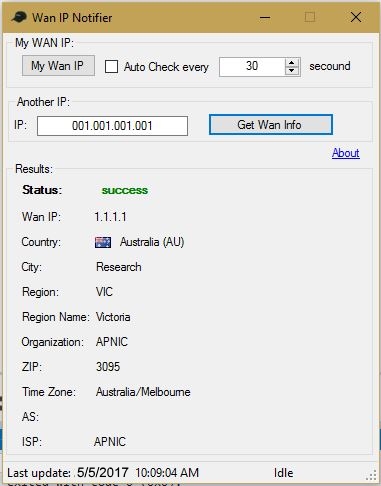 Wan IP Notifier
My WAN IP:
My Wan IP Auto Check every 30 secound
Another IP:
IP: 001.001.001.001 Get Wan Info
About
Results:
Status: success
Wan IP: 1.1.1.1
Country: Australia (AU)
City: Research
Region: VIC
Region Name: Victoria
Organization: APNIC
ZIP: 3095
Time Zone: Australia/Melbourne
AS:
ISP: APNIC
Last update: 5/5/2017 10:09:04 AM Idle